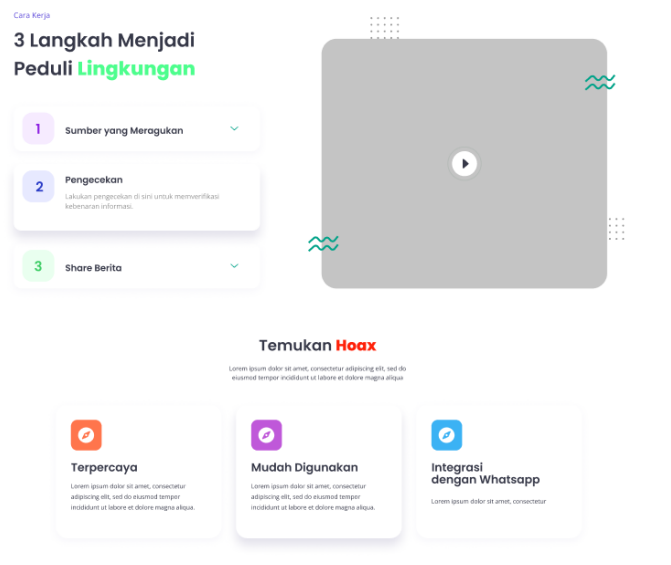 Cara Kerja
3 Langkah Menjadi
Peduli Lingkungan
1
Sumber yang Meragukan
2
Pengecekan
Lakukan pengecekan di sini untuk memverifikasi
kebenaran informasi.
3
Share Berita
Temukan Hoax
Lorem ipsum dolor sit amet, consectetur adipiscing elit, sed do
eiusmod tempor incididunt ut labore et dolore magna aliqua
Terpercaya
Lorem ipsum dolor sit amet, consectetur
adipiscing elit, sed do eiusmod temper
incididunt ut labore et dolore magna aliqua.
Mudah Digunakan
Lorem ipsum dolor sit amet, consectetur
adipiscing elit, sed do eiusmod temper
incididunt ut labore et dolore magna aliqua.
Integrasi
dengan Whatsapp
Lorem ipsum dolor sit amet, consectetur